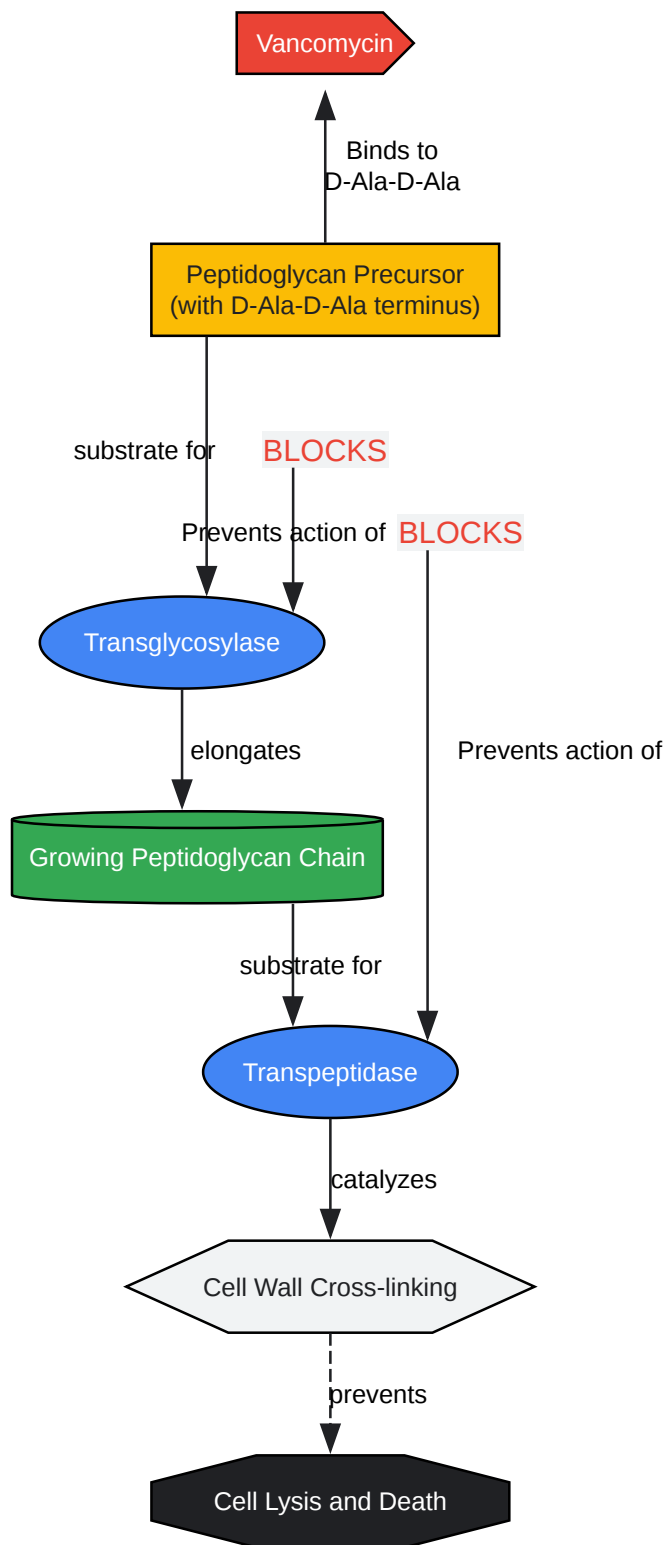 Vancomycin
Binds to
D-Ala-D-Ala
Peptidoglycan Precursor
(with D-Ala-D-Ala terminus)
substrate for
BLOCKS
Prevents action of
BLOCKS
Transglycosylase
elongates
Prevents action of
Growing Peptidoglycan Chain
substrate for
Transpeptidase
catalyzes
Cell Wall Cross-linking
prevents
Cell Lysis and Death